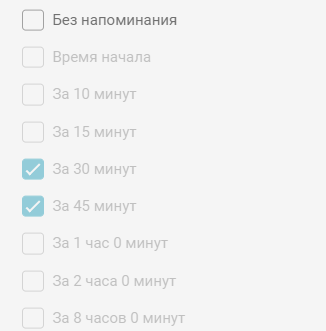 Без напоминания
Время начала
За 10 минут
За 15 минут
За 30 минут
За 45 минут
За 1 час 0 минут
За 2 часа 0 минут
За 8 часов 0 минут